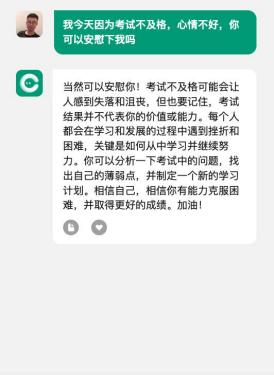 我今天因为考试不及格，心情不好，你
可以安慰下我吗
当然可以安慰你！考试不及格可能会让
人感到失落和沮丧，但也要记住，考试
结果并不代表你的价值或能力。每个人
都会在学习和发展的过程中遇到挫折和
困难，关键是如何从中学习并继续努
力。你可以分析一下考试中的问题，找
出自己的薄弱点，并制定一个新的学习
计划。相信自己，相信你有能力克服困
难，并取得更好的成绩。加油！